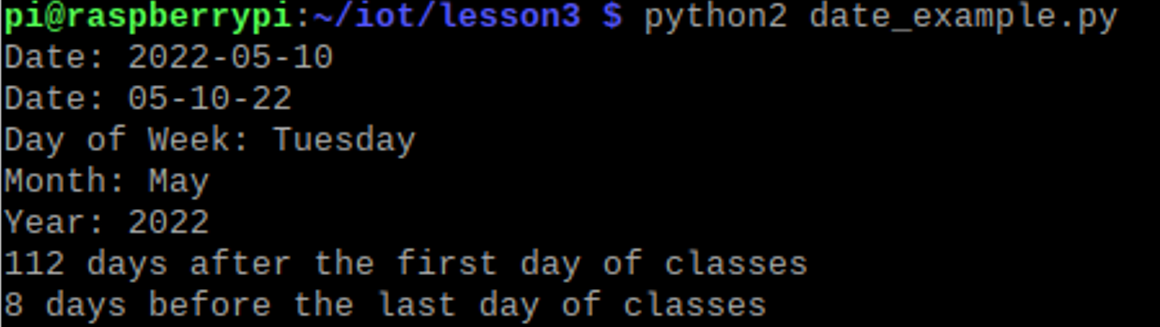 pi@raspberrypi:~/iot/lesson3 $ python2 date_example.py
Date: 2022-05-10
Date: 05-10-22
Day of Week: Tuesday
Month: May
Year: 2022
112 days after the first day of classes
8 days before the last day of classes